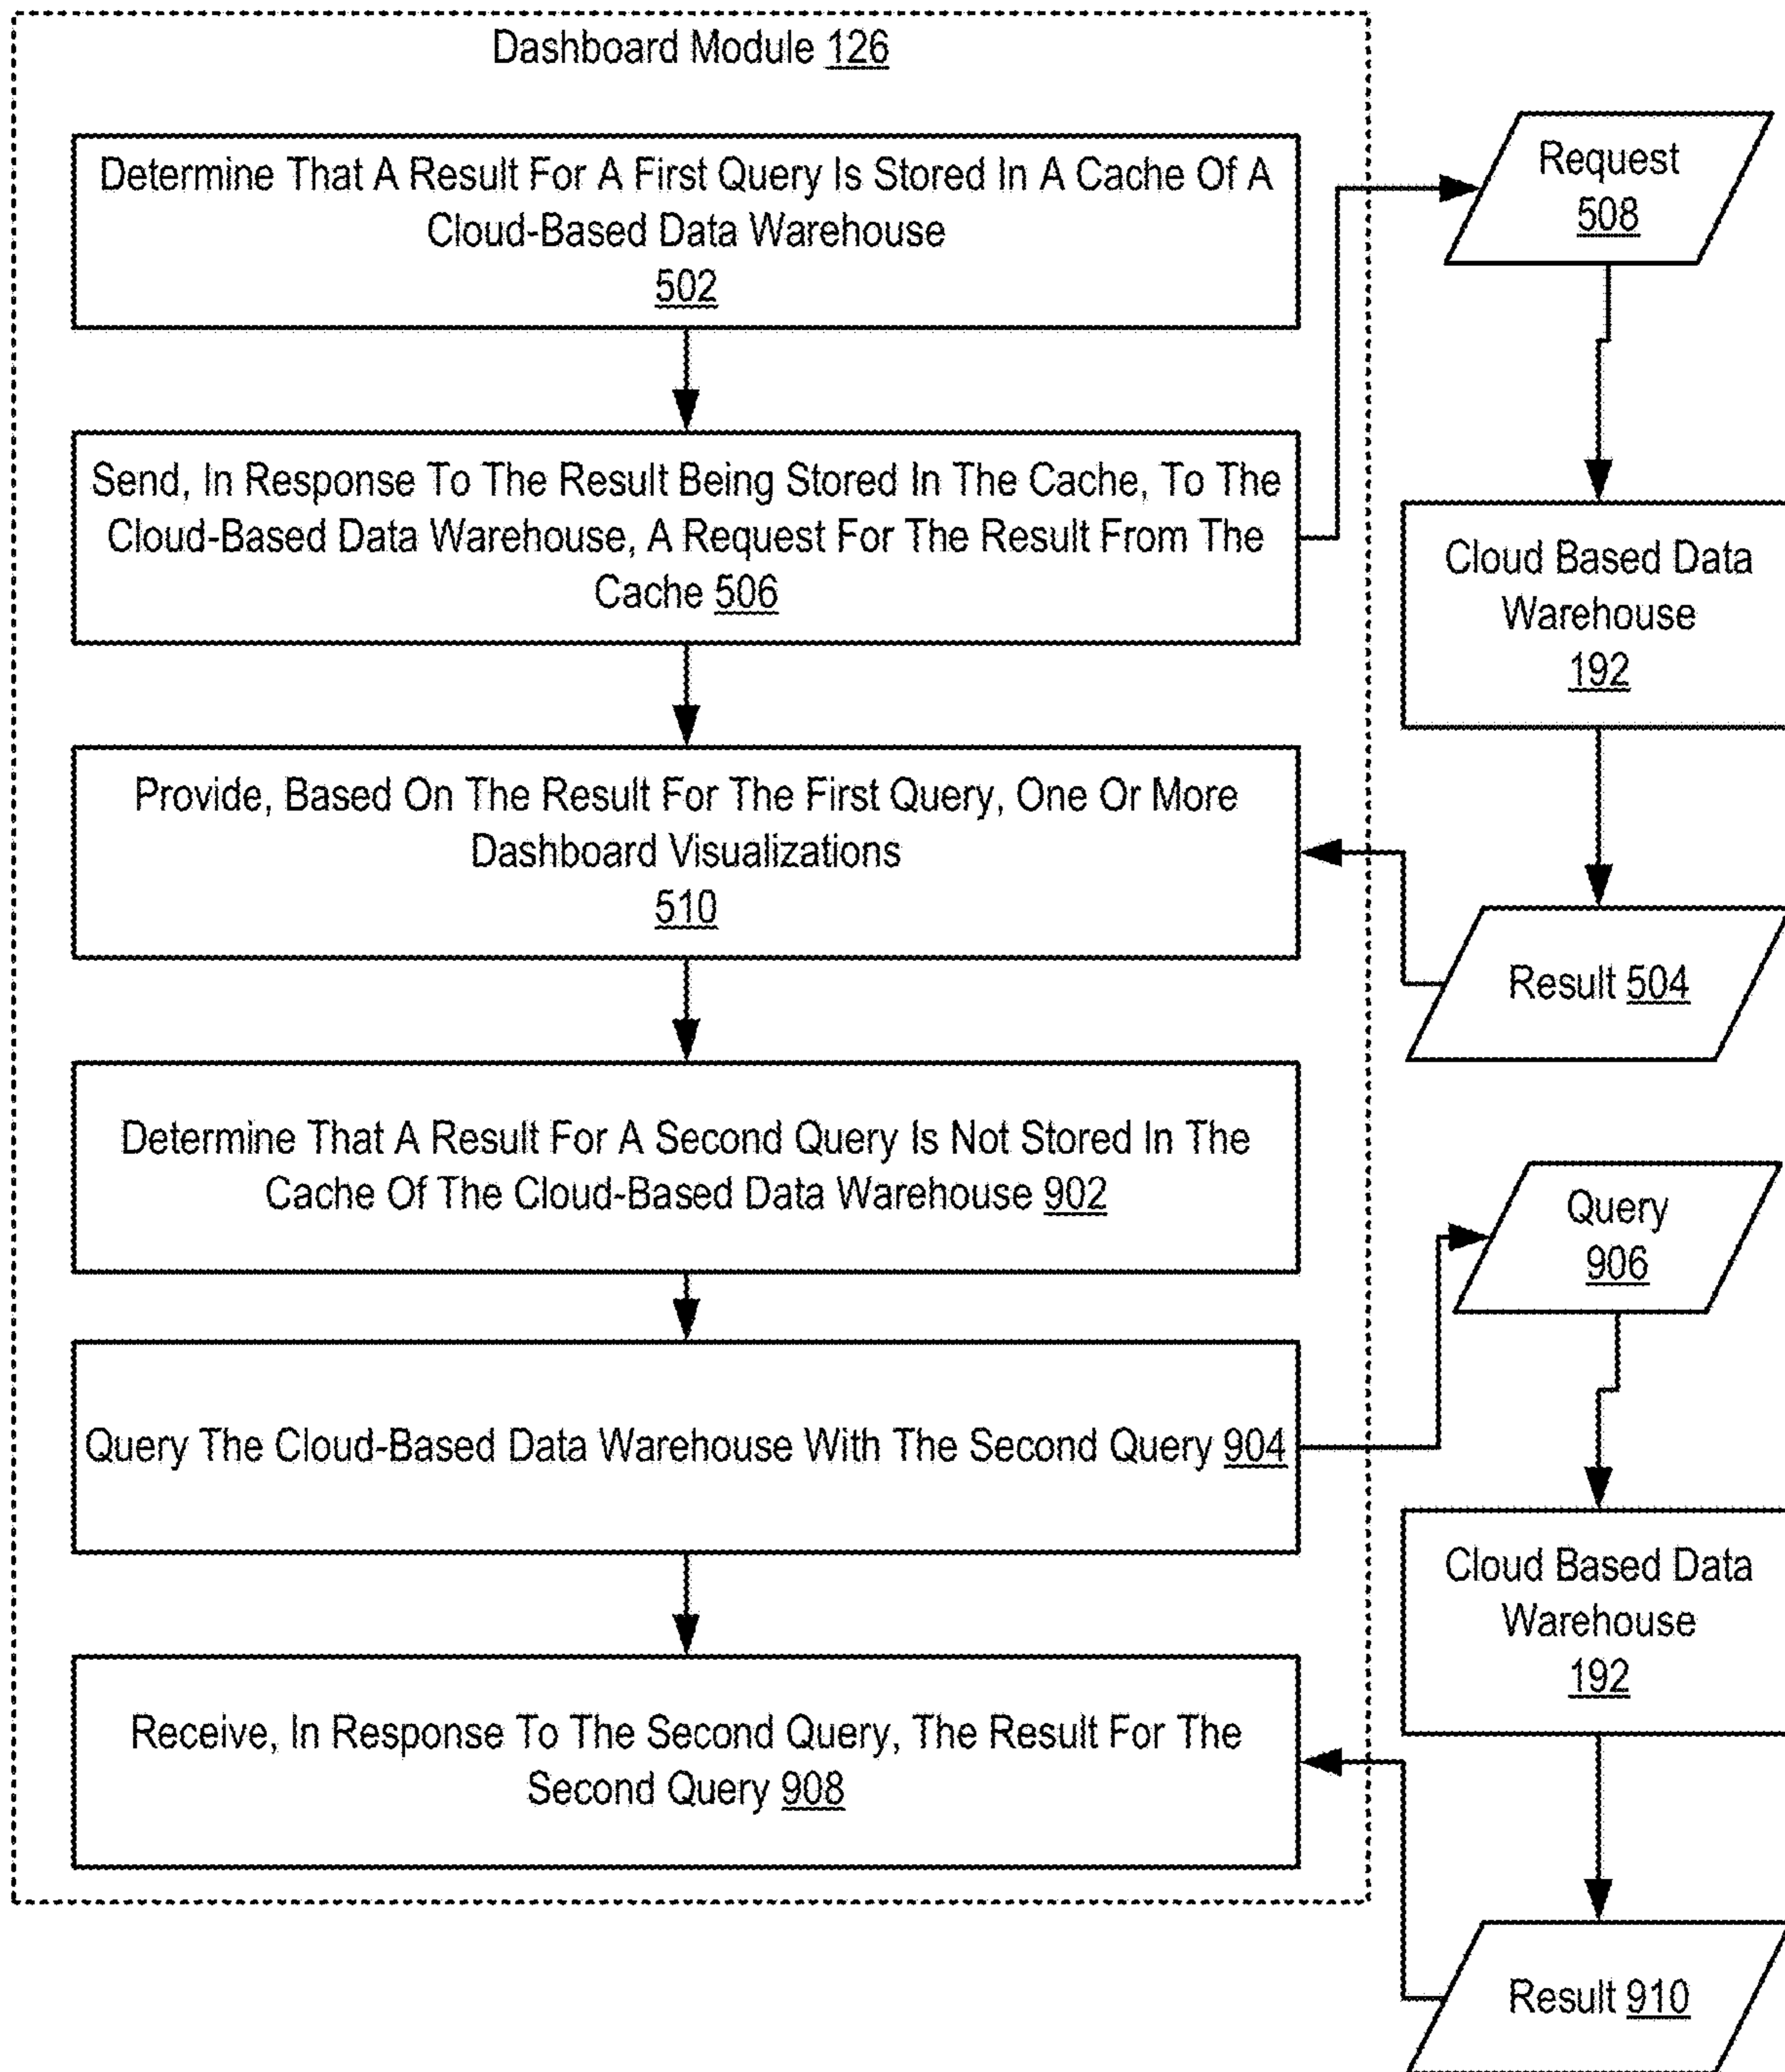 Dashboard Module 126
Determine That A Result For A First Query Is Stored In A Cache Of A
Cloud-Based Data Warehouse
502
Send, In Response To The Result Being Stored In The Cache, To The
Cloud-Based Data Warehouse, A Request For The Result From The
Cache 506
Provide, Based On The Result For The First Query, One Or More
Dashboard Visualizations
510
Determine That A Result For A Second Query Is Not Stored In The
Cache Of The Cloud-Based Data Warehouse 902
Query The Cloud-Based Data Warehouse With The Second Query 904
Receive, In Response To The Second Query, The Result For The
Second Query 908
Request
508
Cloud Based Data
Warehouse
192
Result 504
Query
906
Cloud Based Data
Warehouse
192
Result 910